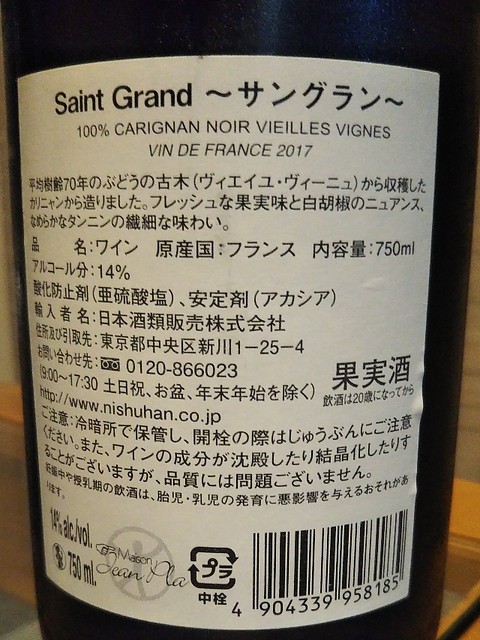 Saint Grand ～サングラン～
100% CARIGNAN NOIR VIEILLES VIGNES
VIN DE FRANCE 2017
平均樹齢70年のぶどうの古木(ヴィエイユ・ヴィーニュ)から収穫した
カリニャンから造りました。フレッシュな果実味と白胡椒のニュアンス、
なめらかなタンニンの繊細な味わい。
品 名:ワイン 原産国:フランス 内容量:750ml
アルコール分:14%
酸化防止剤(亜硫酸塩)、安定剤(アカシア)
輸入者名:日本酒類販売株式会社
住所及び引取先:東京都中央区新川1-25-4
お問い合わせ先: 0120-866023
(9:00～17:30 土日祝、お盆、年末年始を除く)
果実酒
飲酒は20歳になってから
http://www.nishuhan.co.jp
ご注意:冷暗所で保管し、開栓の際はじゅうぶんにご注意
ください。また、ワインの成分が沈殿したり結晶化したりす
ることがございますが、品質には問題ございません。
妊娠中や授乳期の飲酒は、胎児・乳児の発育に悪影響を与えるおそれがあ
ります。
14% alc./vol.
750 ml.
Maison
Jean Pla
プラ
中栓
4 904339 958185